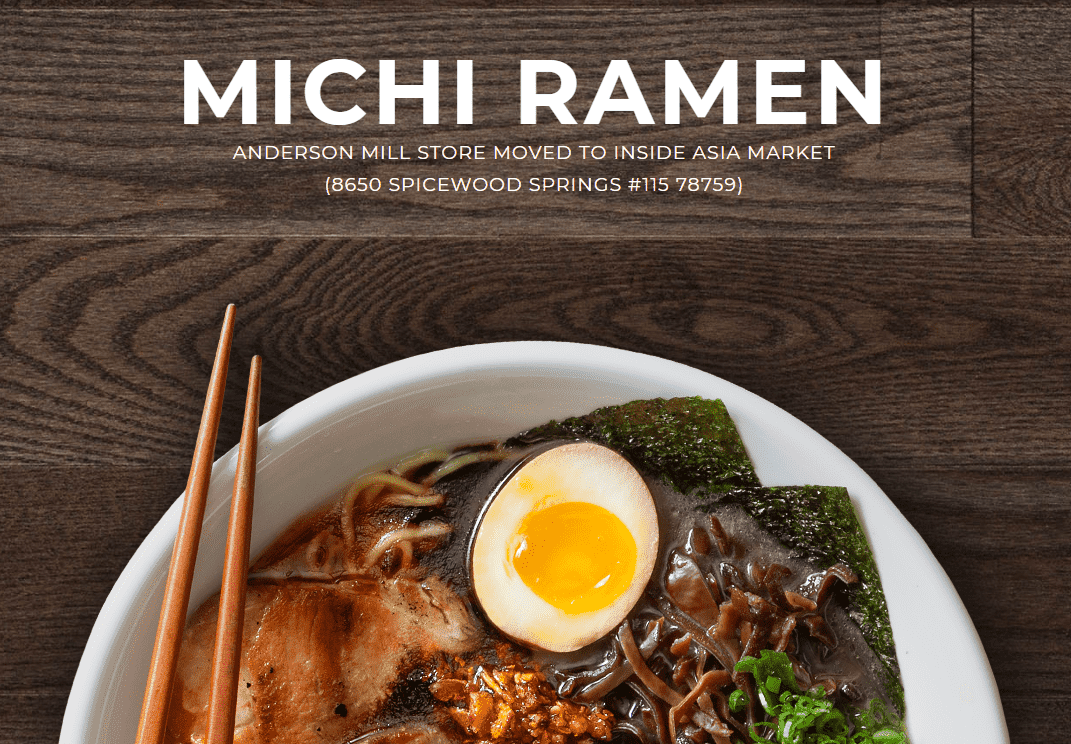 MICHI RAMEN
ANDERSON MILL STORE MOVED TO INSIDE ASIA MARKET
(8650 SPICEWOOD SPRINGS #115 78759)